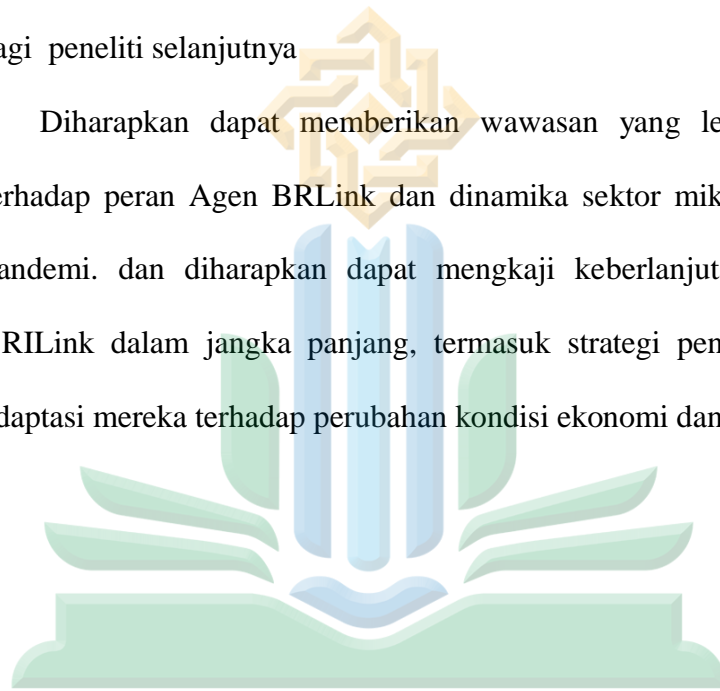 agi peneliti selanjutnya
Diharapkan dapat memberikan wawasan yang le
erhadap peran Agen BRLink dan dinamika sektor mik
andemi. dan diharapkan dapat mengkaji keberlanjut
RILink dalam jangka panjang, termasuk strategi pen
daptasi mereka terhadap perubahan kondisi ekonomi dan